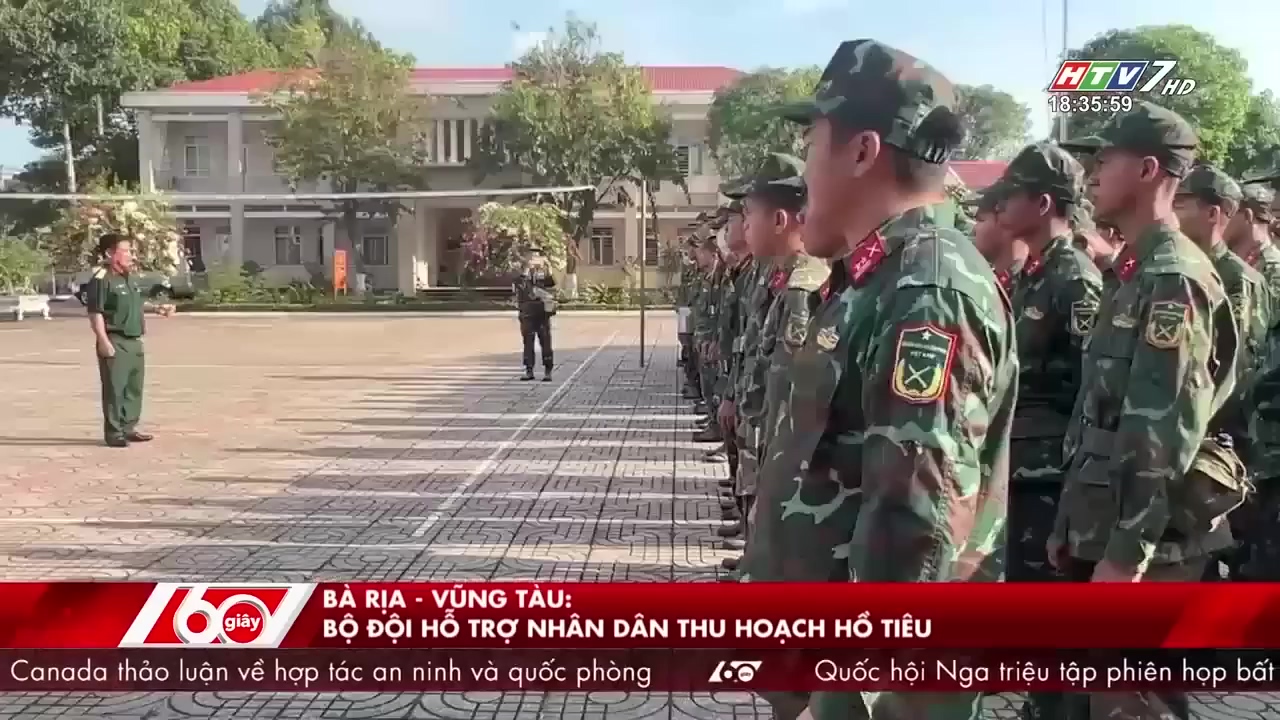 HTV7 HD
18:35:59
60 giây
BÀ RỊA - VŨNG TÀU:
BỘ ĐỘI HỖ TRỢ NHÂN DÂN THU HOẠCH HỒ TIÊU
Canada thảo luận về hợp tác an ninh và quốc phòng 60 giây Quốc hội Nga triệu tập phiên họp bất